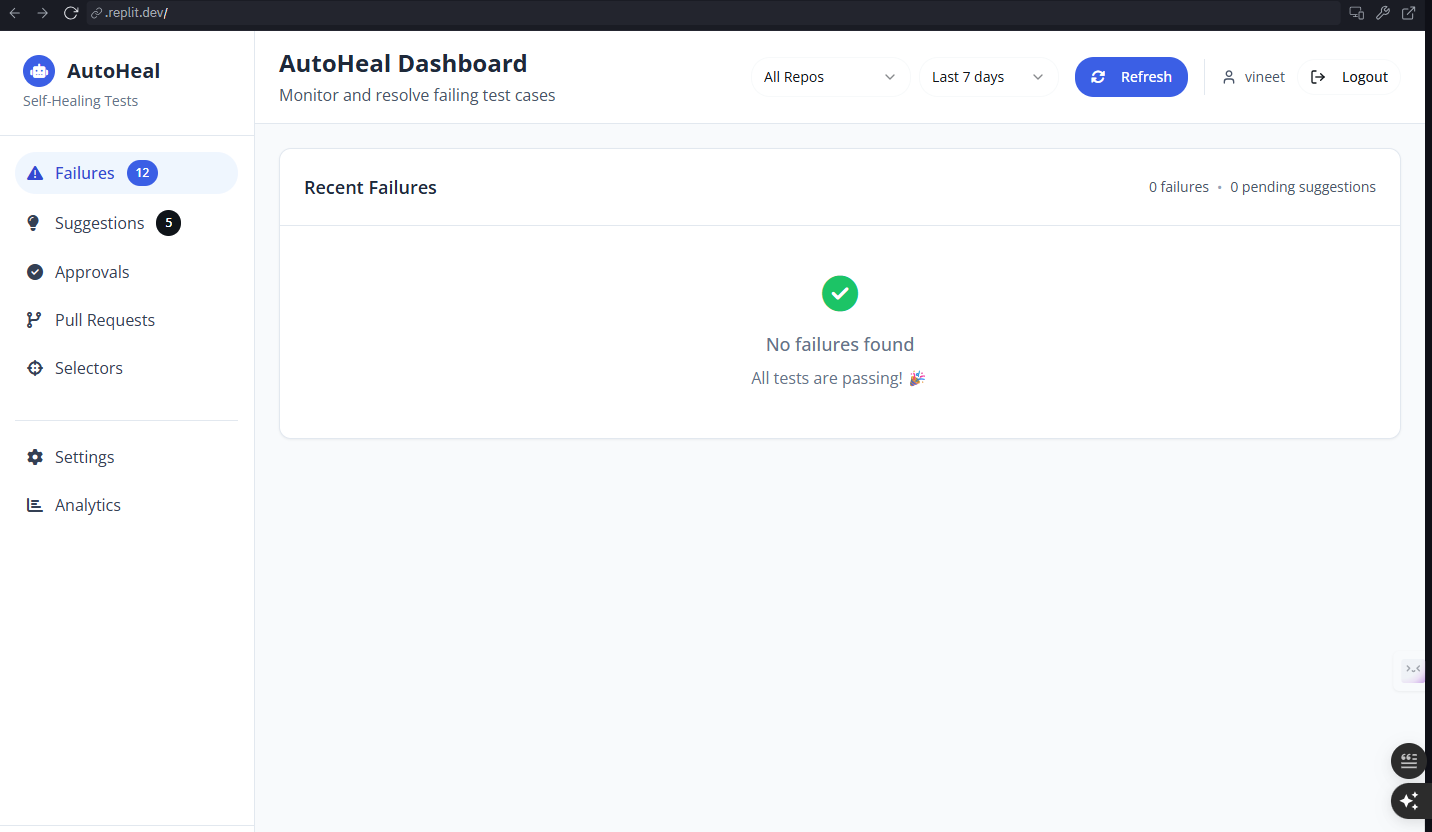 .replit.dev/
AutoHeal
Self-Healing Tests
Failures 12
Suggestions 5
Approvals
Pull Requests
Selectors
Settings
Analytics
AutoHeal Dashboard
Monitor and resolve failing test cases
All Repos
Last 7 days
Refresh
vineet
Logout
Recent Failures
0 failures • 0 pending suggestions
No failures found
All tests are passing! 🎉